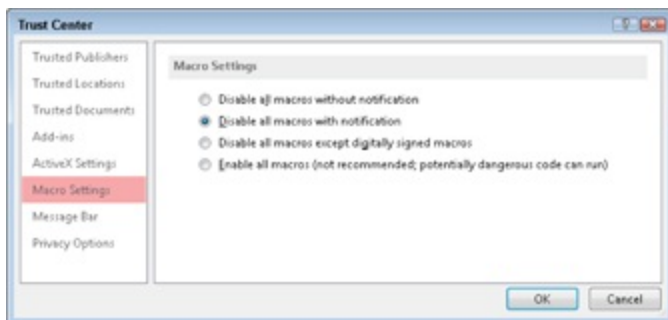 Trust Center
Trusted Publishers
Trusted Locations
Trusted Documents
Add-ins
ActiveX Settings
Macro Settings
Message Bar
Privacy Options
Macro Settings
Disable all macros without notification
Disable all macros with notification
Disable all macros except digitally signed macros
Enable all macros (not recommended; potentially dangerous code can run)
OK
Cancel